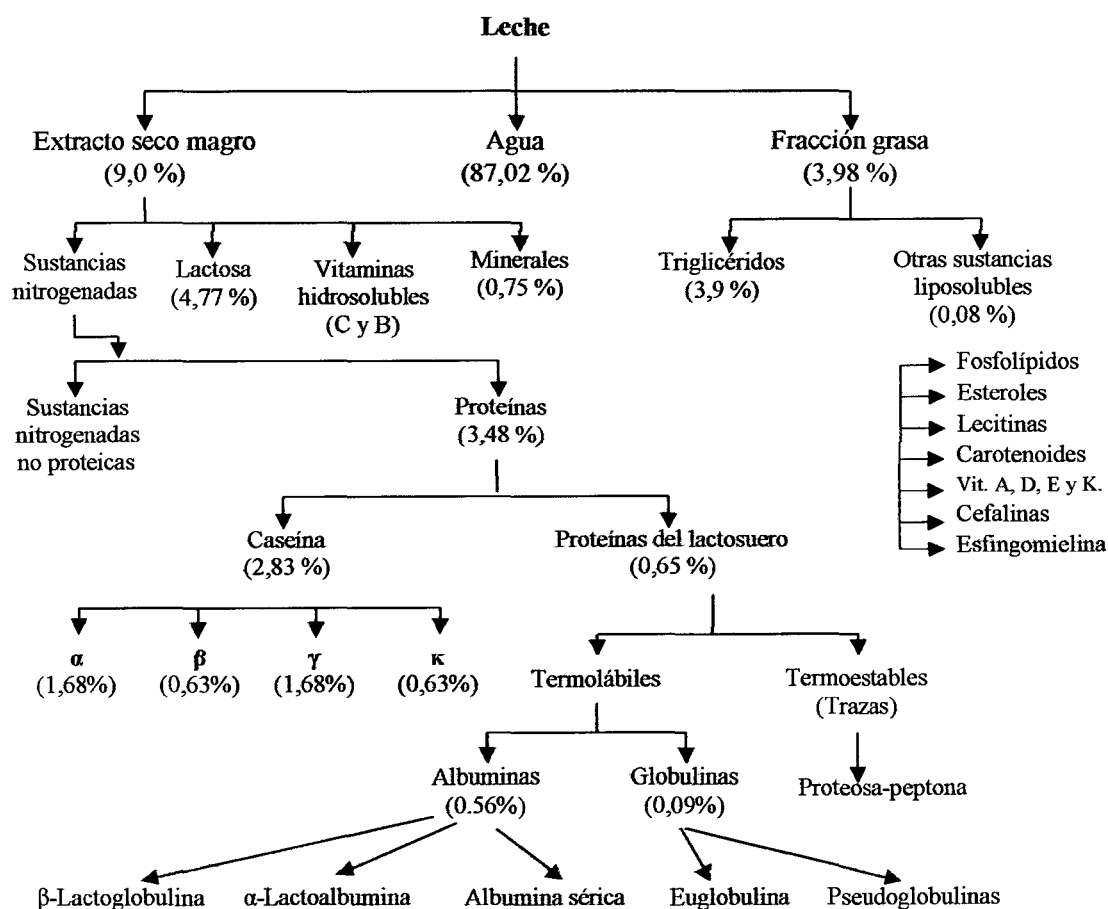 Leche
Extracto seco magro
(9,0 %)
Agua
(87,02 %)
Fracción grasa
(3,98 %)
Sustancias
nitrogenadas
Lactosa
(4,77 %)
Vitaminas
hidrosolubles
(C y B)
Minerales
(0,75 %)
Triglicéridos
(3,9 %)
Otras sustancias
liposolubles
(0,08 %)
Fosfolípidos
Esteroles
Lecitinas
Carotenoides
Vit. A, D, E y K.
Cefalinas
Esfingomielina
Sustancias
nitrogenadas
no proteicas
Proteínas
(3,48 %)
Caseína
(2,83 %)
Proteínas del lactosuero
(0,65 %)
α
(1,68%)
β
(0,63%)
γ
(1,68%)
κ
(0,63%)
Termolábiles
Termoestables
(Trazas)
Albuminas
(0.56%)
Globulinas
(0,09%)
Proteosa-peptona
β-Lactoglobulina
α-Lactoalbumina
Albumina sérica
Euglobulina
Pseudoglobulinas